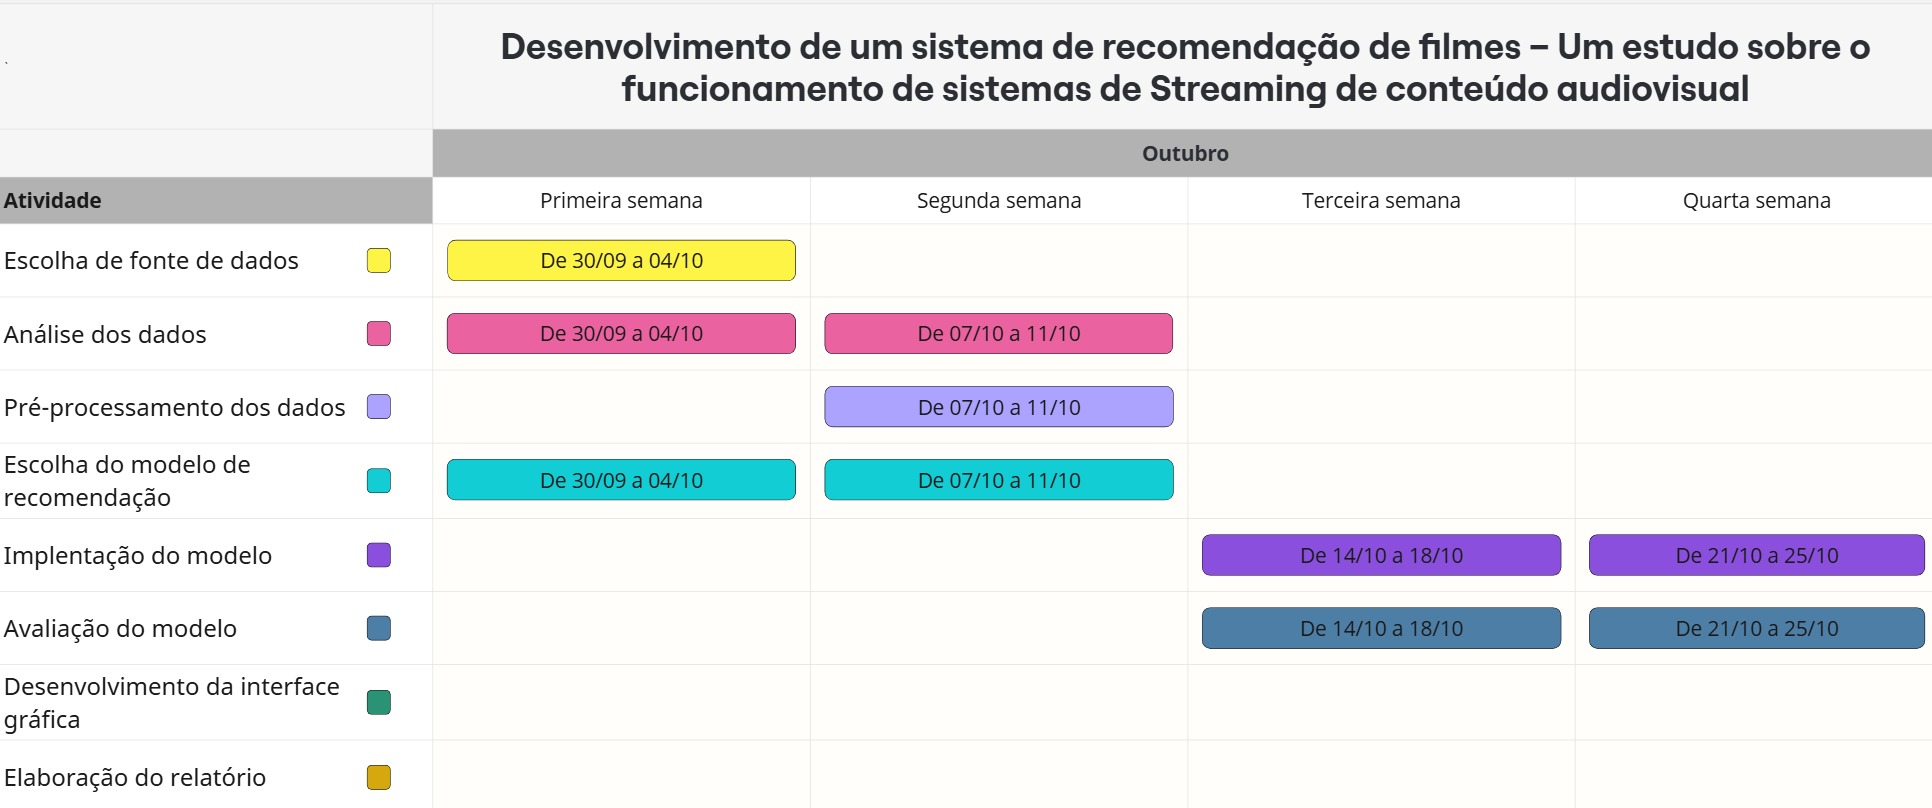 Desenvolvimento de um sistema de recomendação de filmes – Um estudo sobre o
funcionamento de sistemas de Streaming de conteúdo audiovisual
`
Outubro
Atividade
Primeira semana
Segunda semana
Terceira semana
Quarta semana
Escolha de fonte de dados
De 30/09 a 04/10
Análise dos dados
De 30/09 a 04/10
De 07/10 a 11/10
Pré-processamento dos dados
De 07/10 a 11/10
Escolha do modelo de
recomendação
De 30/09 a 04/10
De 07/10 a 11/10
Implentação do modelo
De 14/10 a 18/10
De 21/10 a 25/10
Avaliação do modelo
De 14/10 a 18/10
De 21/10 a 25/10
Desenvolvimento da interface
gráfica
Elaboração do relatório